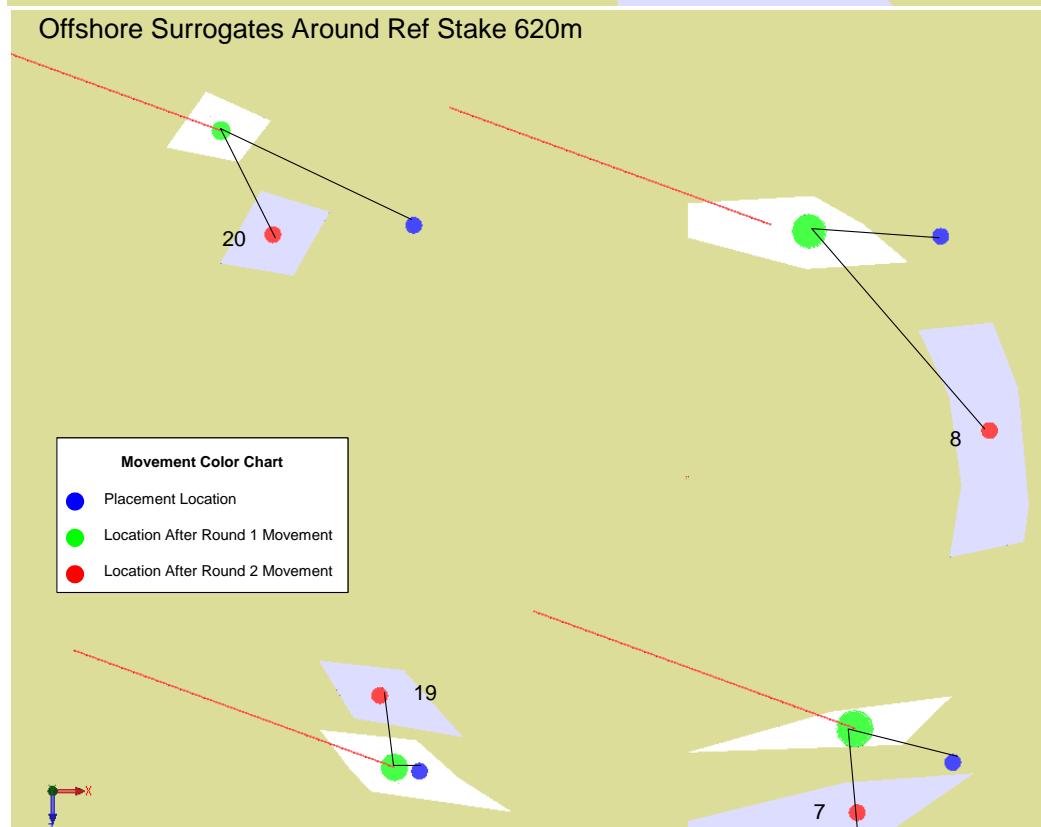 Offshore Surrogates Around Ref Stake 620m
20
8
Movement Color Chart
Placement Location
Location After Round 1 Movement
Location After Round 2 Movement
19
X
7